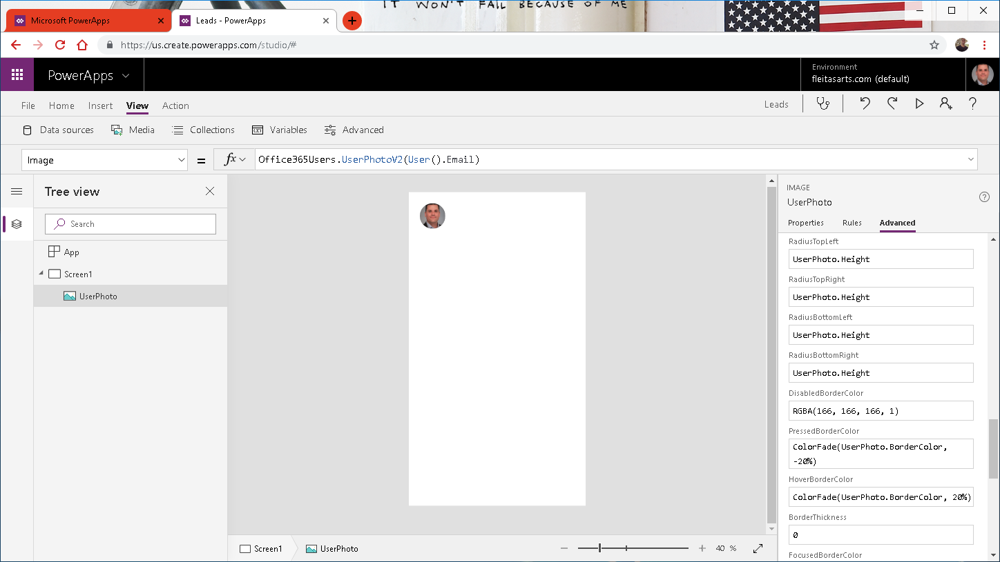 IT WON'T FAIL BECAUSE OF ME
Microsoft PowerApps
Leads - PowerApps
https://us.create.powerapps.com/studio/#
PowerApps
Environment
fleitasarts.com (default)
File Home Insert View Action
Leads
Data sources Media Collections Variables Advanced
Image = fx Office365Users.UserPhotoV2(User().Email)
Tree view
Search
App
Screen1
UserPhoto
IMAGE
UserPhoto
Properties Rules Advanced
RadiusTopLeft
UserPhoto.Height
RadiusTopRight
UserPhoto.Height
RadiusBottomLeft
UserPhoto.Height
RadiusBottomRight
UserPhoto.Height
DisabledBorderColor
RGBA(166, 166, 166, 1)
PressedBorderColor
ColorFade(UserPhoto.BorderColor,
-20%)
HoverBorderColor
ColorFade(UserPhoto.BorderColor, 20%)
BorderThickness
0
FocusedBorderColor
Screen1 UserPhoto
40 %